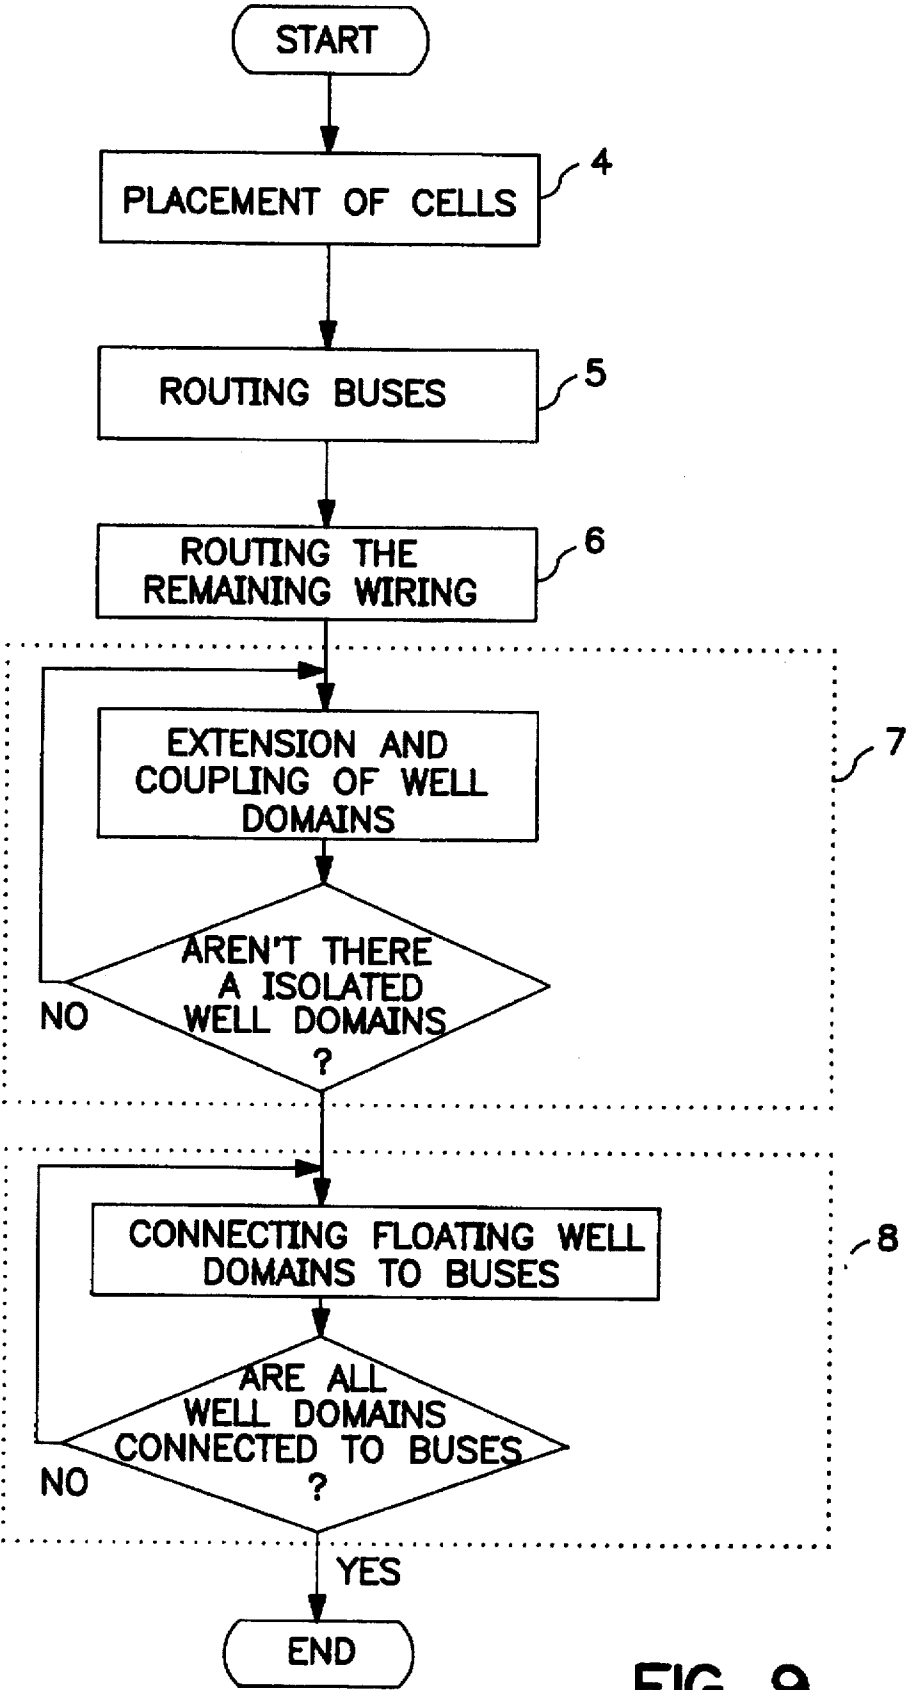 START
PLACEMENT OF CELLS
4
ROUTING BUSES
5
ROUTING THE
REMAINING WIRING
6
7
EXTENSION AND
COUPLING OF WELL
DOMAINS
AREN'T THERE
A ISOLATED
WELL DOMAINS
?
NO
8
CONNECTING FLOATING WELL
DOMAINS TO BUSES
ARE ALL
WELL DOMAINS
CONNECTED TO BUSES
?
NO
YES
END
FIG. 9